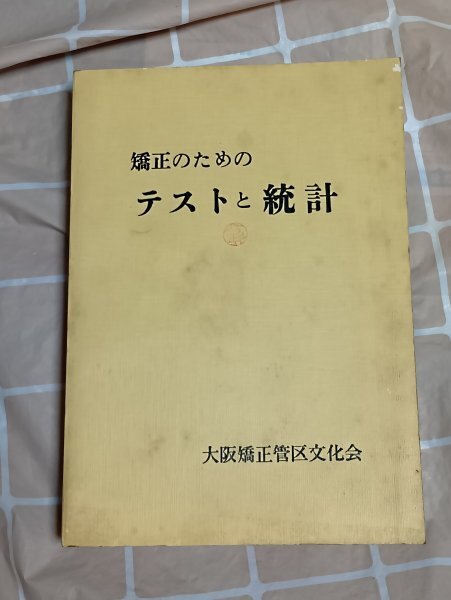 矯正のための
テストと統計
大阪矯正管区文化会